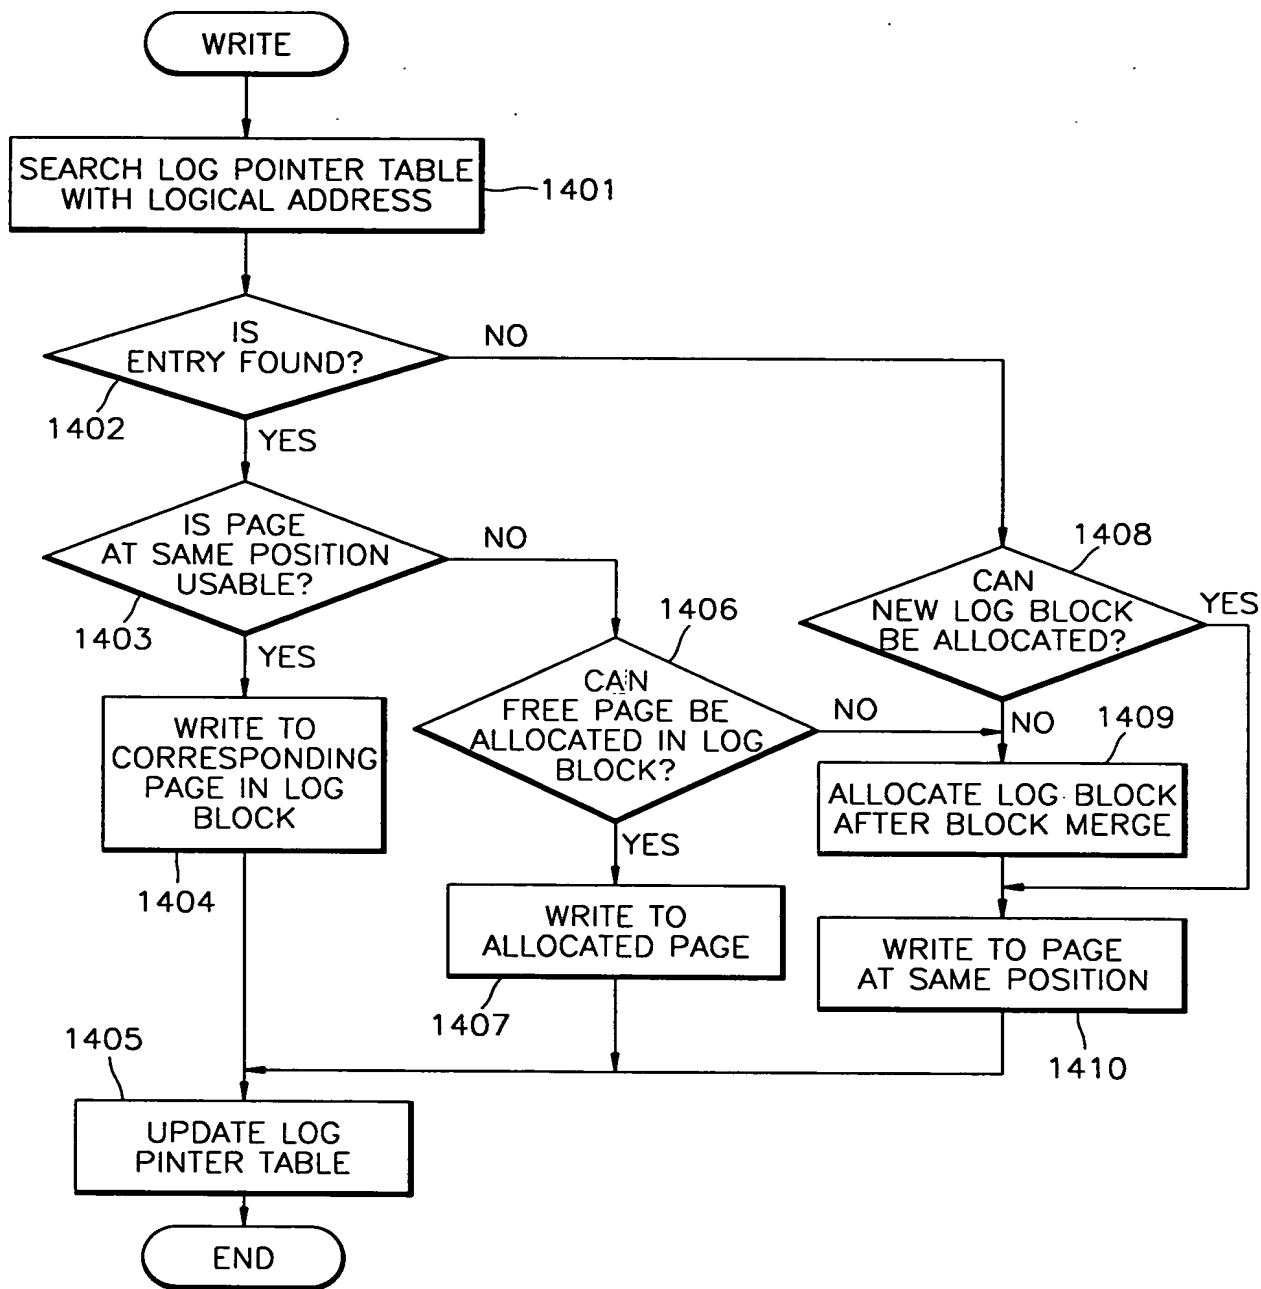 WRITE
SEARCH LOG POINTER TABLE
WITH LOGICAL ADDRESS
1401
IS
ENTRY FOUND?
NO
1402
YES
IS PAGE
AT SAME POSITION
USABLE?
NO
1403
YES
1406
1408
CAN
NEW LOG BLOCK
BE ALLOCATED?
YES
NO
CAN
FREE PAGE BE
ALLOCATED IN LOG
BLOCK?
NO
YES
WRITE TO
CORRESPONDING
PAGE IN LOG
BLOCK
1404
1409
ALLOCATE LOG BLOCK
AFTER BLOCK MERGE
WRITE TO
ALLOCATED PAGE
1407
WRITE TO PAGE
AT SAME POSITION
1410
1405
UPDATE LOG
PINTER TABLE
END